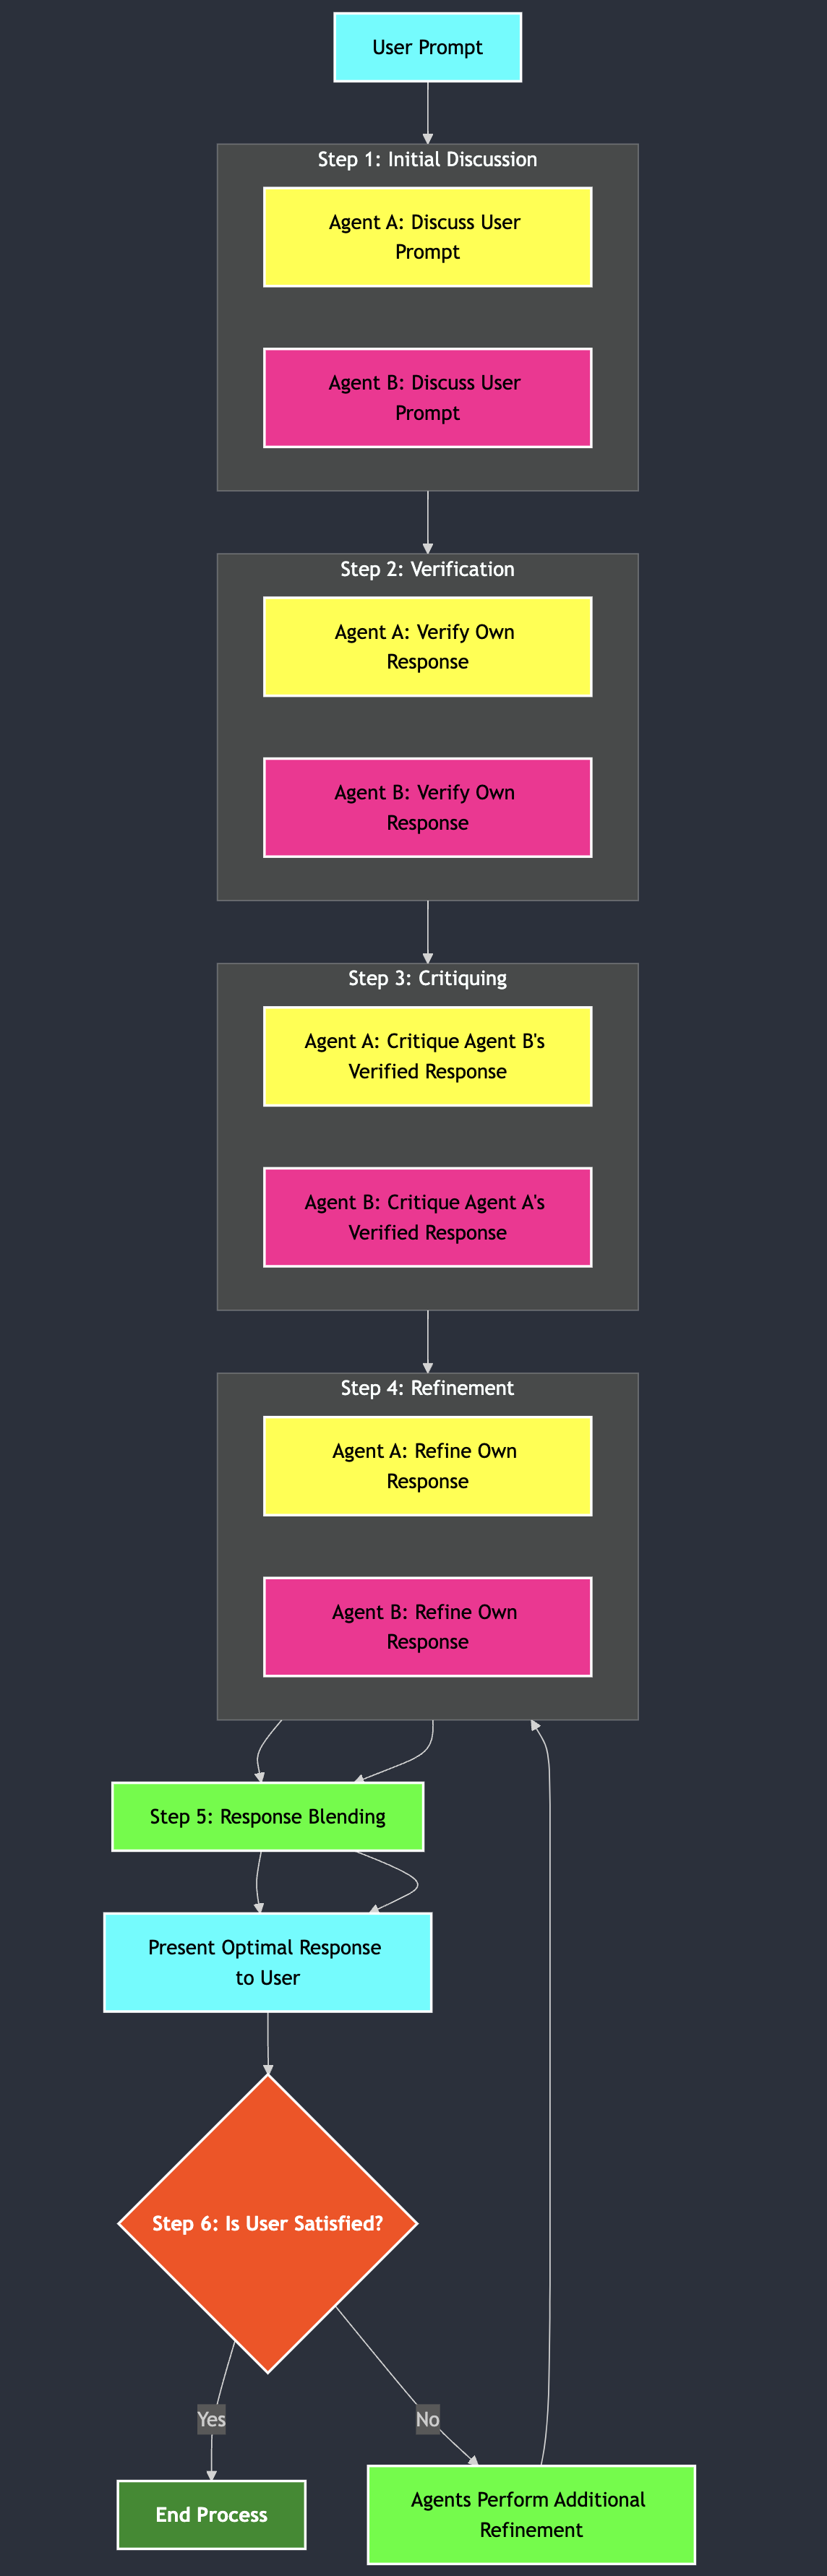 User Prompt
Step 1: Initial Discussion
Agent A: Discuss User
Prompt
Agent B: Discuss User
Prompt
Step 2: Verification
Agent A: Verify Own
Response
Agent B: Verify Own
Response
Step 3: Critiquing
Agent A: Critique Agent B's
Verified Response
Agent B: Critique Agent A's
Verified Response
Step 4: Refinement
Agent A: Refine Own
Response
Agent B: Refine Own
Response
Step 5: Response Blending
Present Optimal Response
to User
Step 6: Is User Satisfied?
Yes
No
End Process
Agents Perform Additional
Refinement